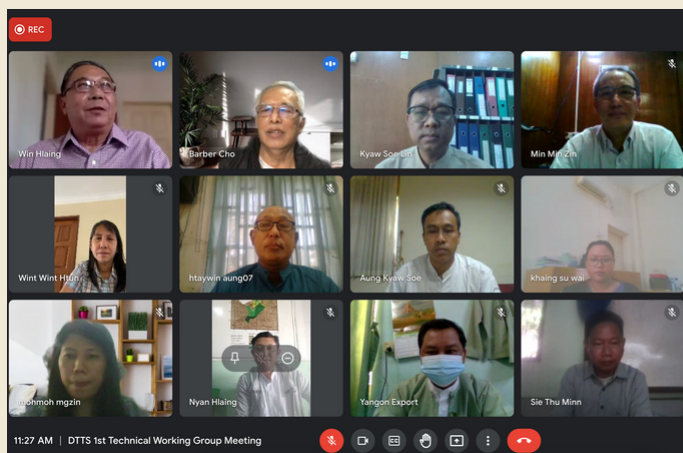 REC
Win Hlaing
Barber Cho
Kyaw Soe Lin
Min Min Zin
Wint Wint Htun
htaywin aung07
Aung Kyaw Soe
khaing su wai
mohmoh mgzin
Nyan Hlaing
Yangon Export
Sie Thu Minn
11:27 AM | DTTS 1st Technical Working Group Meeting